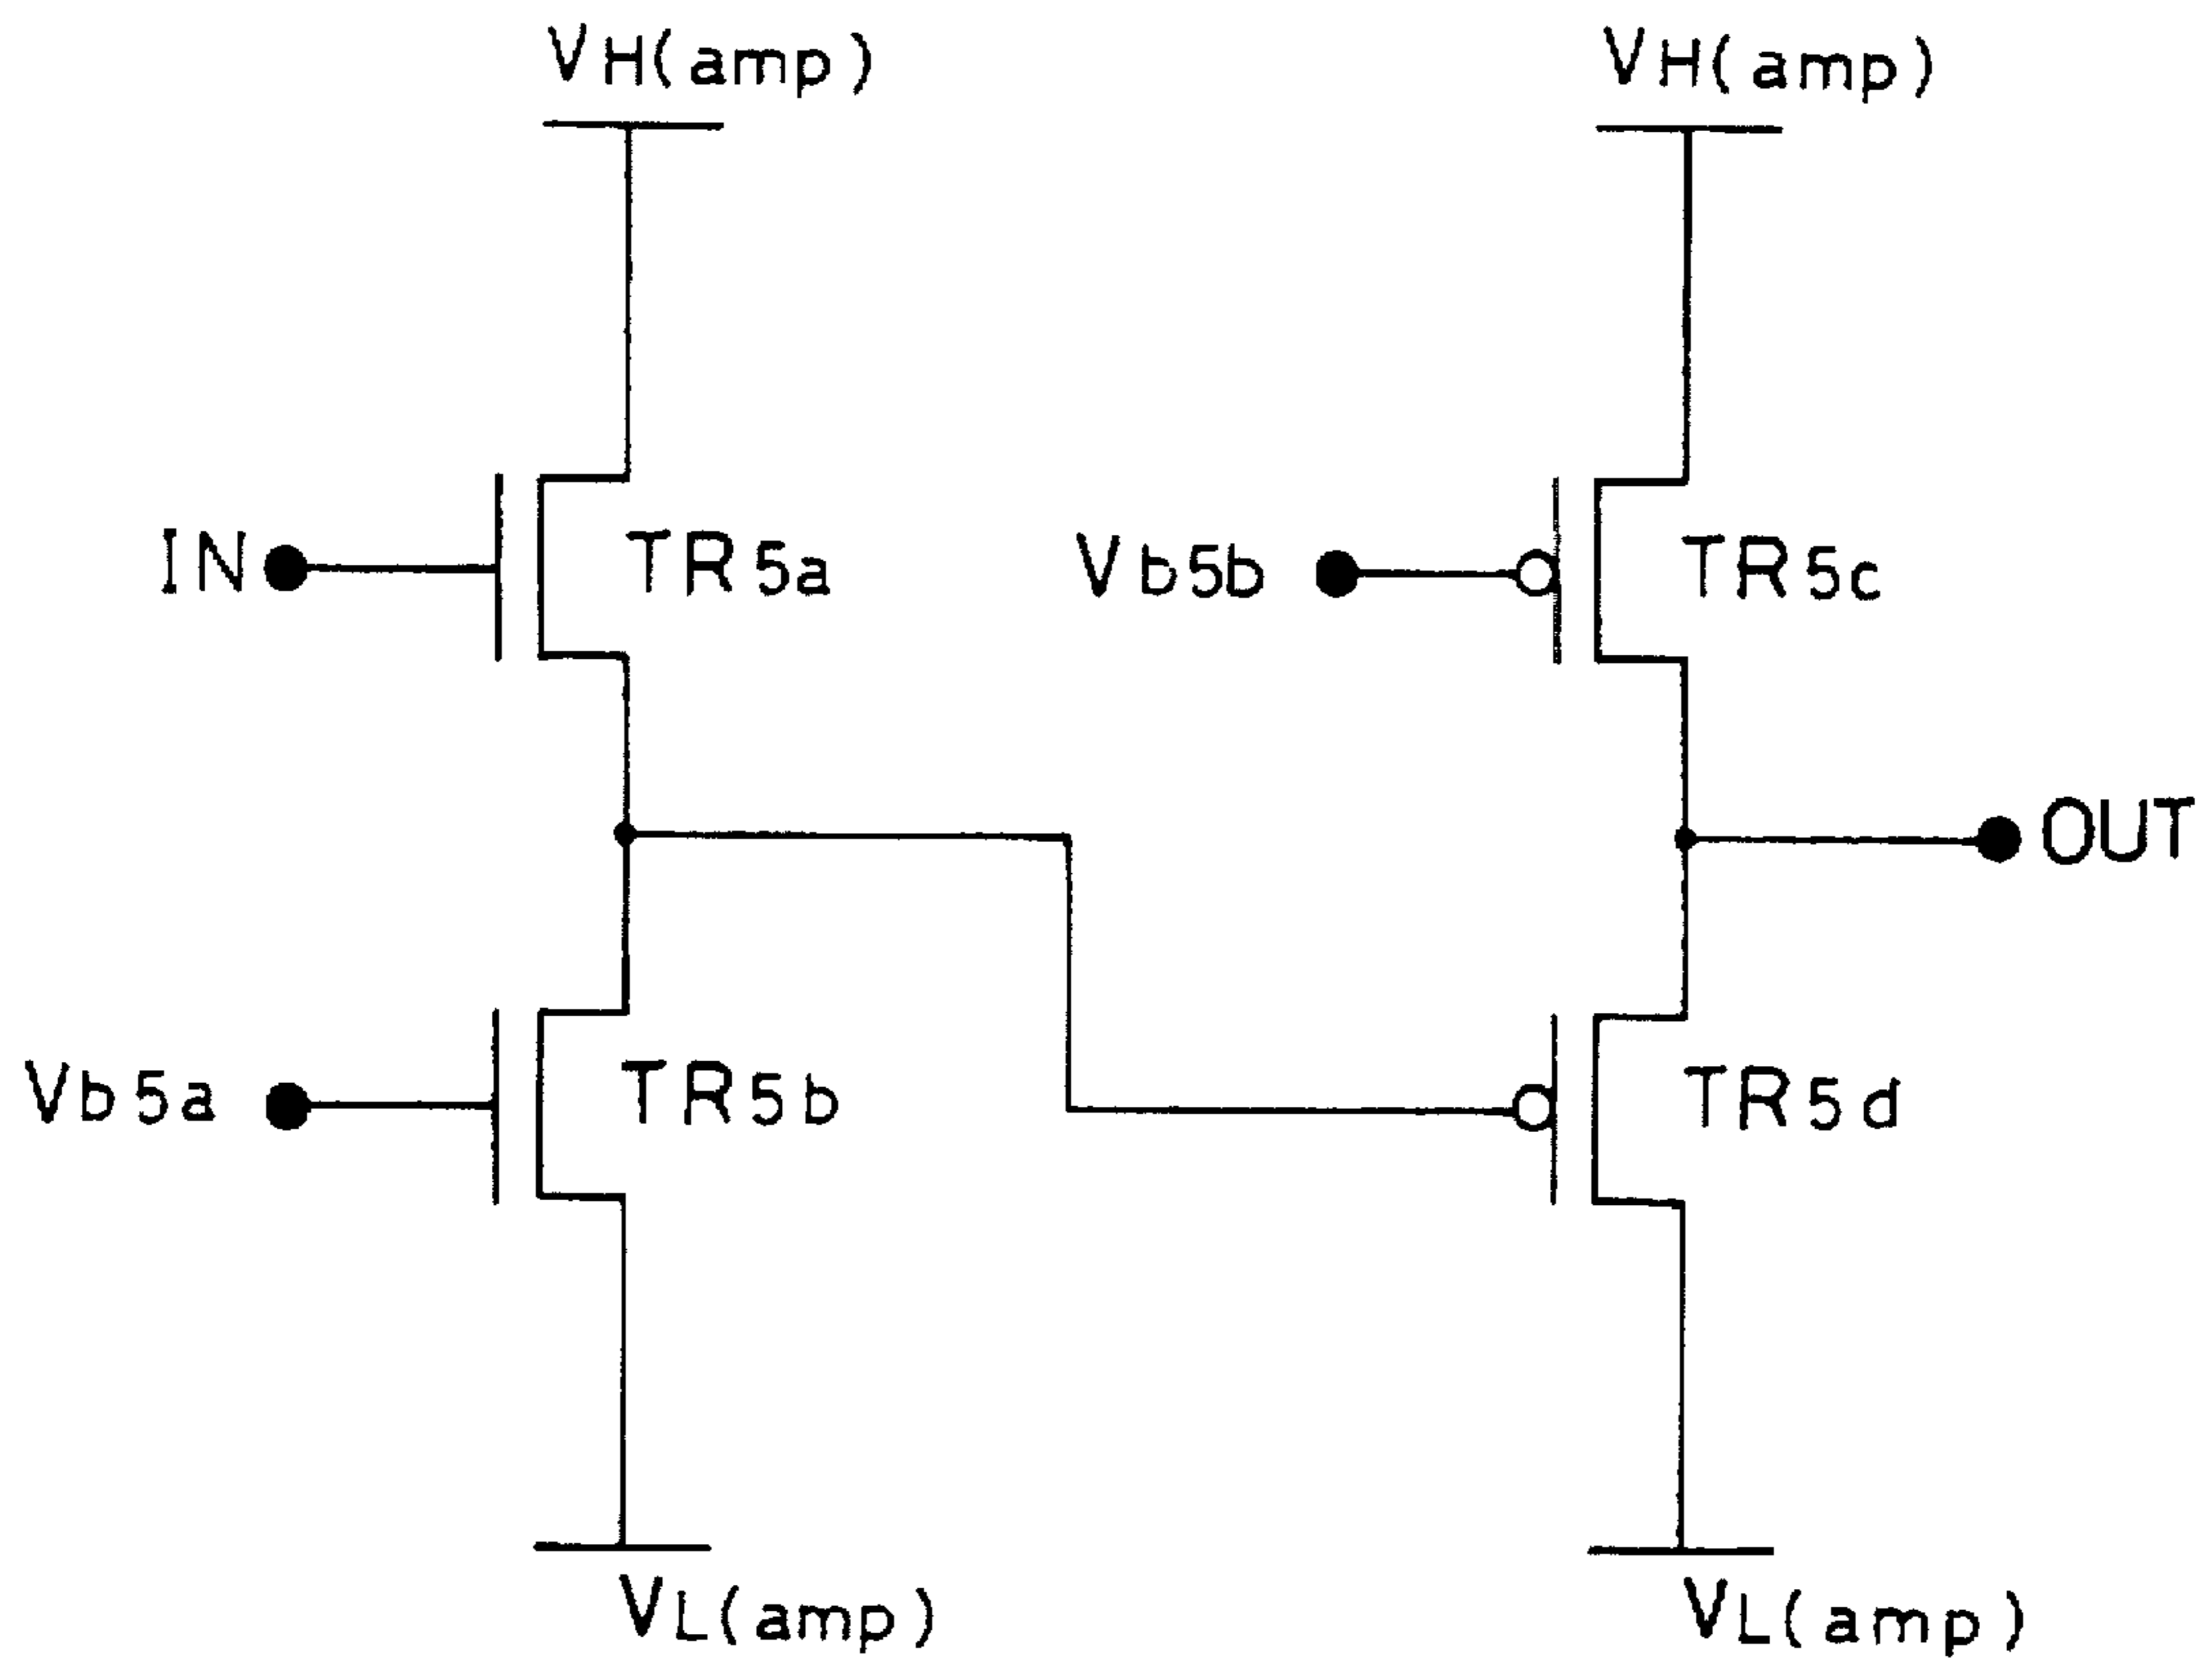 VH(amp)
VH(amp)
IN
TR5a
Vb5b
TR5c
OUT
Vb5a
TR5b
TR5d
VL(amp)
VL(amp)